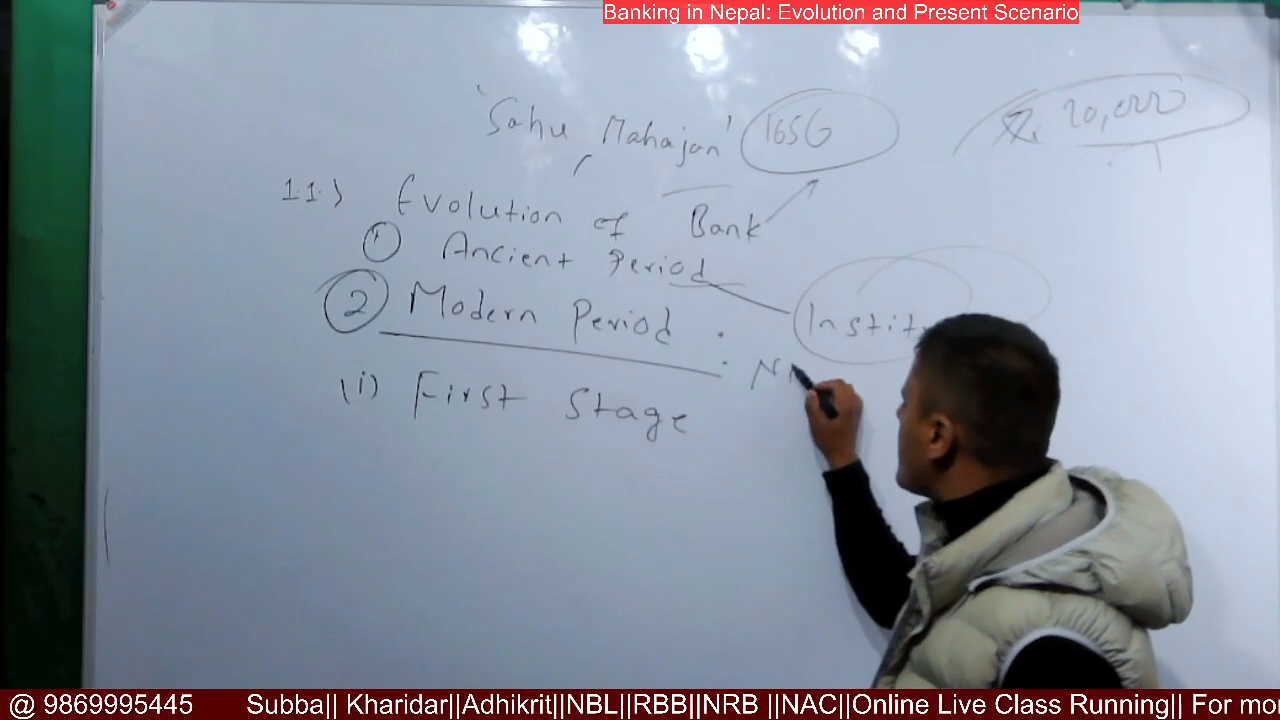 Banking in Nepal: Evolution and Present Scenario
'Sahu Mahajan' 1656
20,000
1.1.) Evolution of Bank
① Ancient Period
② Modern Period
Instit
(i) First Stage
@ 9869995445 Subba|| Kharidar||Adhikrit||NBL||RBB||NRB ||NAC||Online Live Class Running|| For mo